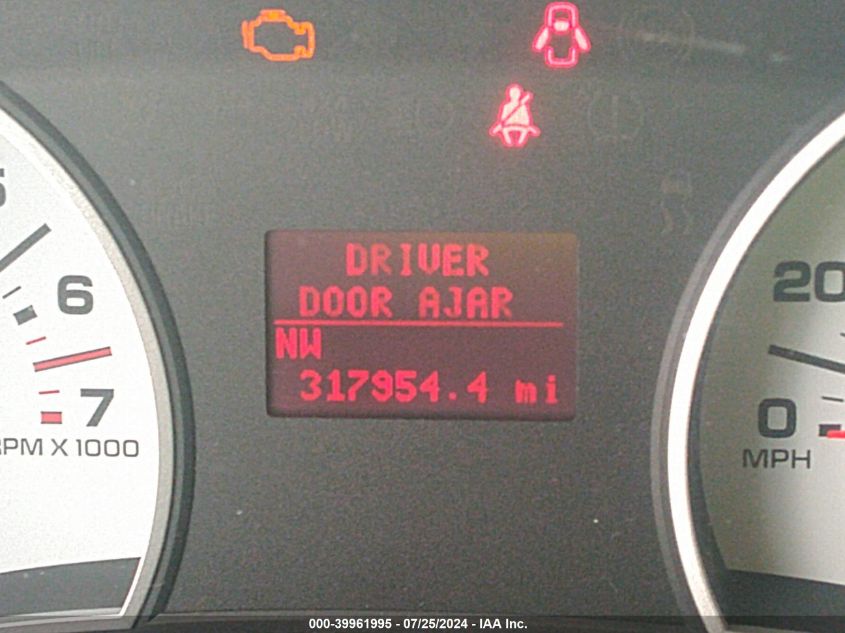 DRIVER
DOOR AJAR
NW
317954.4 mi
5
6
7
RPM X 1000
20
0
MPH
000-39961995 - 07/25/2024 - IAA Inc.